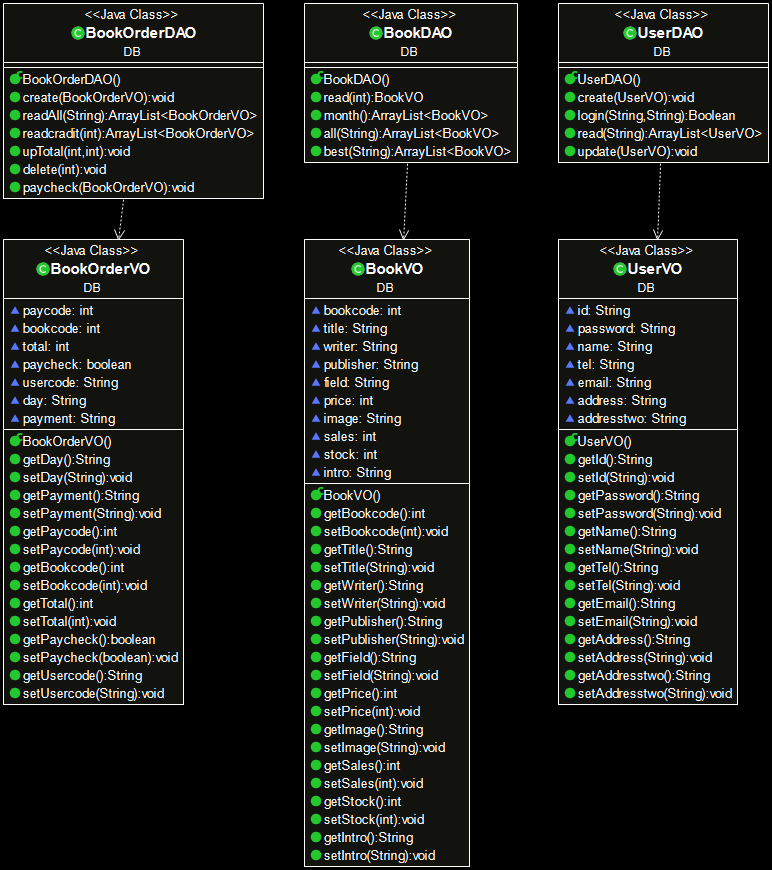 <<Java Class>>
BookOrderDAO
DB
BookOrderDAO()
create(BookOrderVO):void
readAll(String):ArrayList<BookOrderVO>
readcradit(int):ArrayList<BookOrderVO>
upTotal(int,int):void
delete(int):void
paycheck(BookOrderVO):void
<<Java Class>>
BookDAO
DB
BookDAO()
read(int):BookVO
month():ArrayList<BookVO>
all(String):ArrayList<BookVO>
best(String):ArrayList<BookVO>
<<Java Class>>
UserDAO
DB
UserDAO()
create(UserVO):void
login(String,String):Boolean
read(String):ArrayList<UserVO>
update(UserVO):void
<<Java Class>>
BookOrderVO
DB
paycode: int
bookcode: int
total: int
paycheck: boolean
usercode: String
day: String
payment: String
BookOrderVO()
getDay():String
setDay(String):void
getPayment():String
setPayment(String):void
getPaycode():int
setPaycode(int):void
getBookcode():int
setBookcode(int):void
getTotal():int
setTotal(int):void
getPaycheck():boolean
setPaycheck(boolean):void
getUsercode():String
setUsercode(String):void
<<Java Class>>
BookVO
DB
bookcode: int
title: String
writer: String
publisher: String
field: String
price: int
image: String
sales: int
stock: int
intro: String
BookVO()
getBookcode():int
setBookcode(int):void
getTitle():String
setTitle(String):void
getWriter():String
setWriter(String):void
getPublisher():String
setPublisher(String):void
getField():String
setField(String):void
getPrice():int
setPrice(int):void
getImage():String
setImage(String):void
getSales():int
setSales(int):void
getStock():int
setStock(int):void
getIntro():String
setIntro(String):void
<<Java Class>>
UserVO
DB
id: String
password: String
name: String
tel: String
email: String
address: String
addresstwo: String
UserVO()
getId():String
setId(String):void
getPassword():String
setPassword(String):void
getName():String
setName(String):void
getTel():String
setTel(String):void
getEmail():String
setEmail(String):void
getAddress():String
setAddress(String):void
getAddresstwo():String
setAddresstwo(String):void